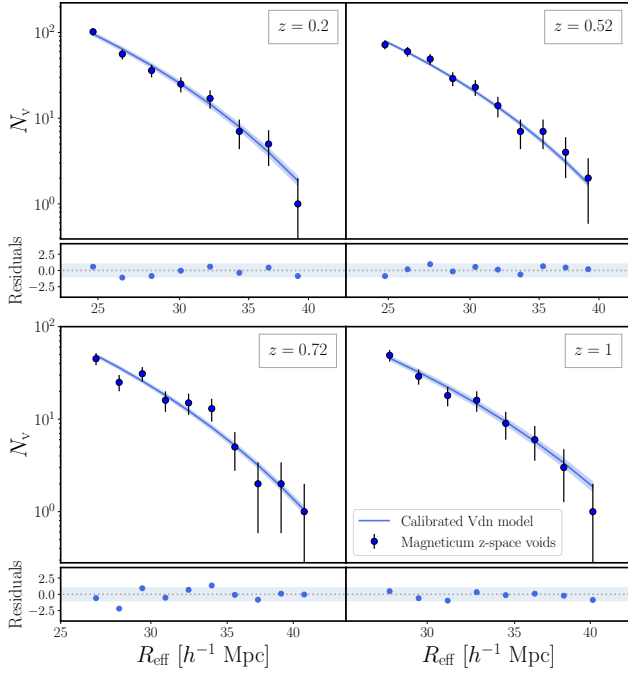 z = 0.2
z = 0.52
10²
10¹
10⁰
N_v
Residuals
2.5
0.0
−2.5
25
30
35
40
25
30
35
40
z = 0.72
z = 1
10²
10¹
10⁰
N_v
Calibrated Vdn model
Magneticum z-space voids
Residuals
2.5
0.0
−2.5
25
30
35
40
30
35
40
R_eff [h⁻¹ Mpc]
R_eff [h⁻¹ Mpc]